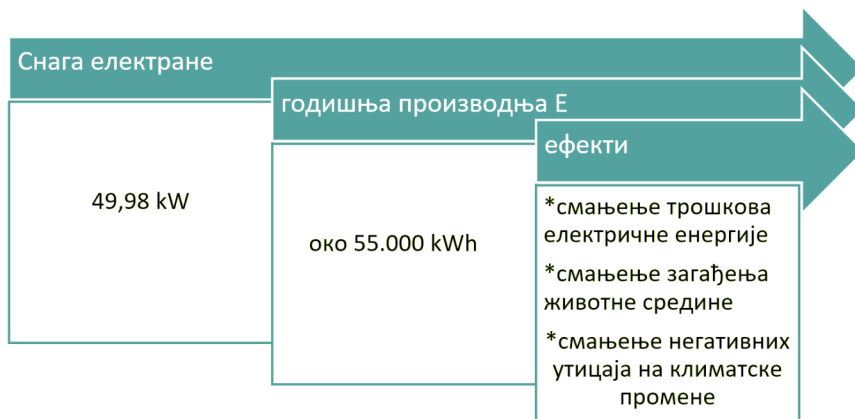 Снага електране
49,98 kW
годишња производња Е
око 55.000 kWh
ефекти
*смањење трошкова
електричне енергије
*смањење загађења
животне средине
*смањење негативних
утицаја на климатске
промене